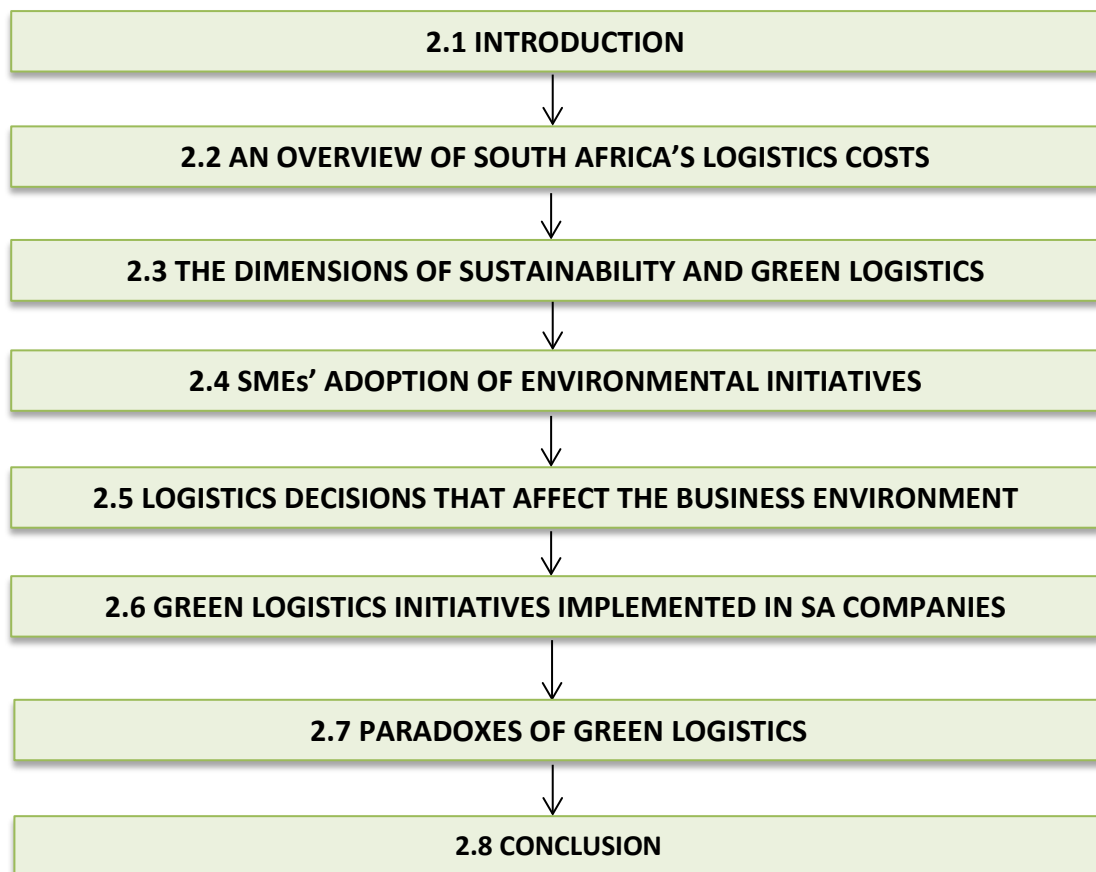 2.1 INTRODUCTION
2.2 AN OVERVIEW OF SOUTH AFRICA’S LOGISTICS COSTS
2.3 THE DIMENSIONS OF SUSTAINABILITY AND GREEN LOGISTICS
2.4 SMEs’ ADOPTION OF ENVIRONMENTAL INITIATIVES
2.5 LOGISTICS DECISIONS THAT AFFECT THE BUSINESS ENVIRONMENT
2.6 GREEN LOGISTICS INITIATIVES IMPLEMENTED IN SA COMPANIES
2.7 PARADOXES OF GREEN LOGISTICS
2.8 CONCLUSION